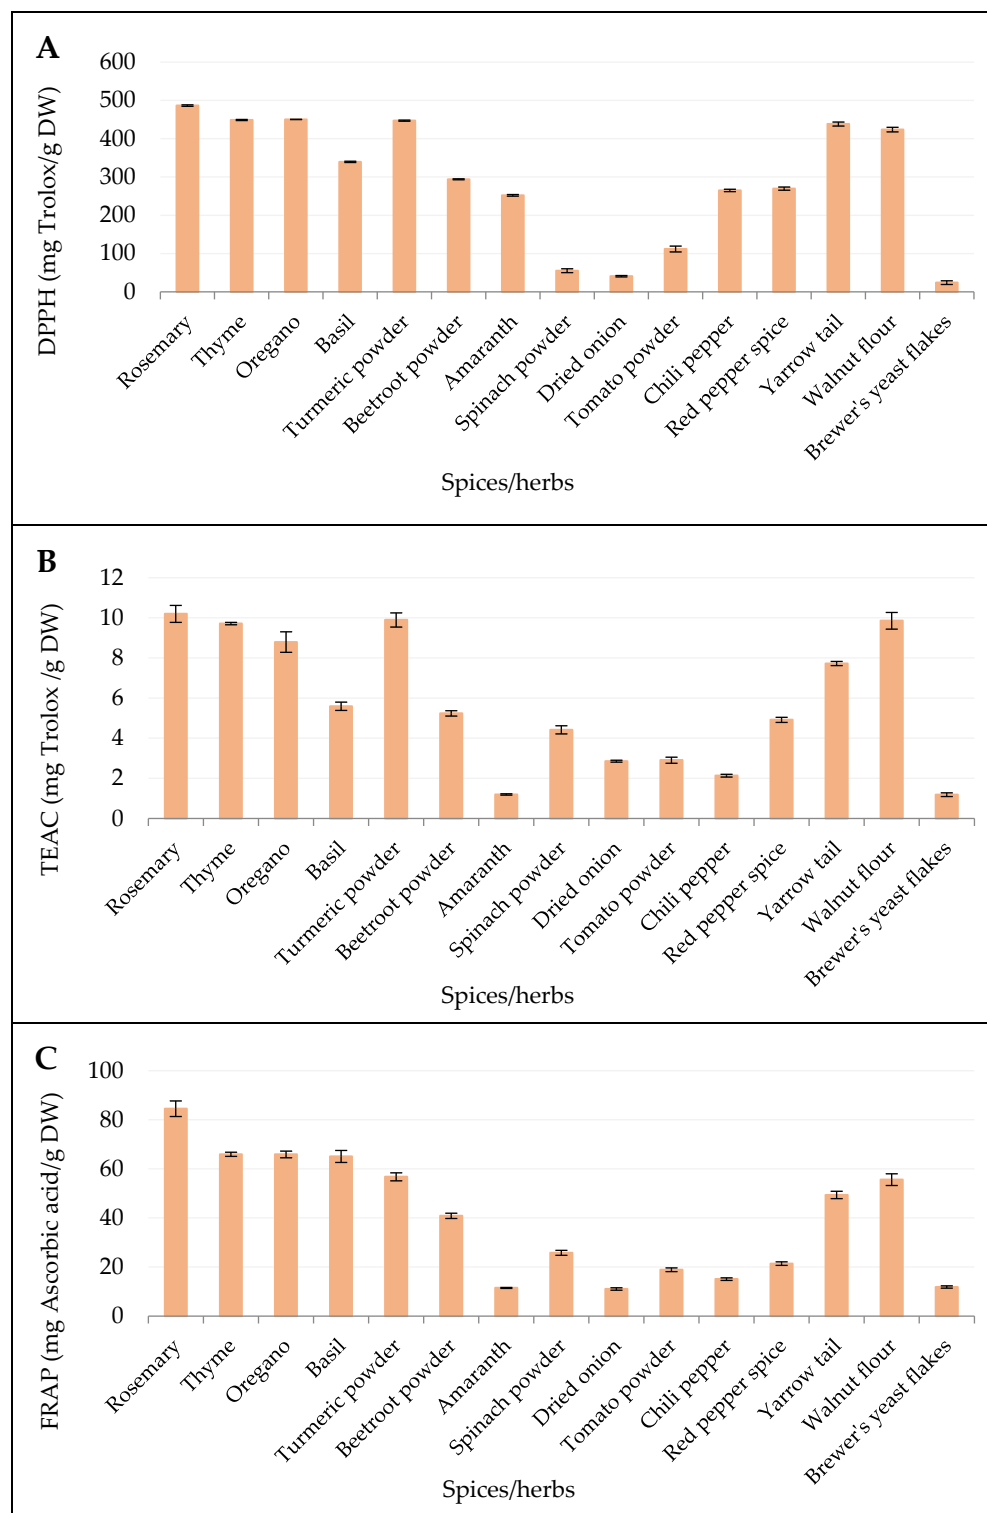 A
DPPH (mg Trolox/g DW)
600
500
400
300
200
100
0
Rosemary
Thyme
Oregano
Basil
Turmeric powder
Beetroot powder
Amaranth
Spinach powder
Dried onion
Tomato powder
Chili pepper
Red pepper spice
Yarrow tail
Walnut flour
Brewer's yeast flakes
Spices/herbs
B
TEAC (mg Trolox /g DW)
12
10
8
6
4
2
0
Rosemary
Thyme
Oregano
Basil
Turmeric powder
Beetroot powder
Amaranth
Spinach powder
Dried onion
Tomato powder
Chili pepper
Red pepper spice
Yarrow tail
Walnut flour
Brewer's yeast flakes
Spices/herbs
C
FRAP (mg Ascorbic acid/g DW)
100
80
60
40
20
0
Rosemary
Thyme
Oregano
Basil
Turmeric powder
Beetroot powder
Amaranth
Spinach powder
Dried onion
Tomato powder
Chili pepper
Red pepper spice
Yarrow tail
Walnut flour
Brewer's yeast flakes
Spices/herbs